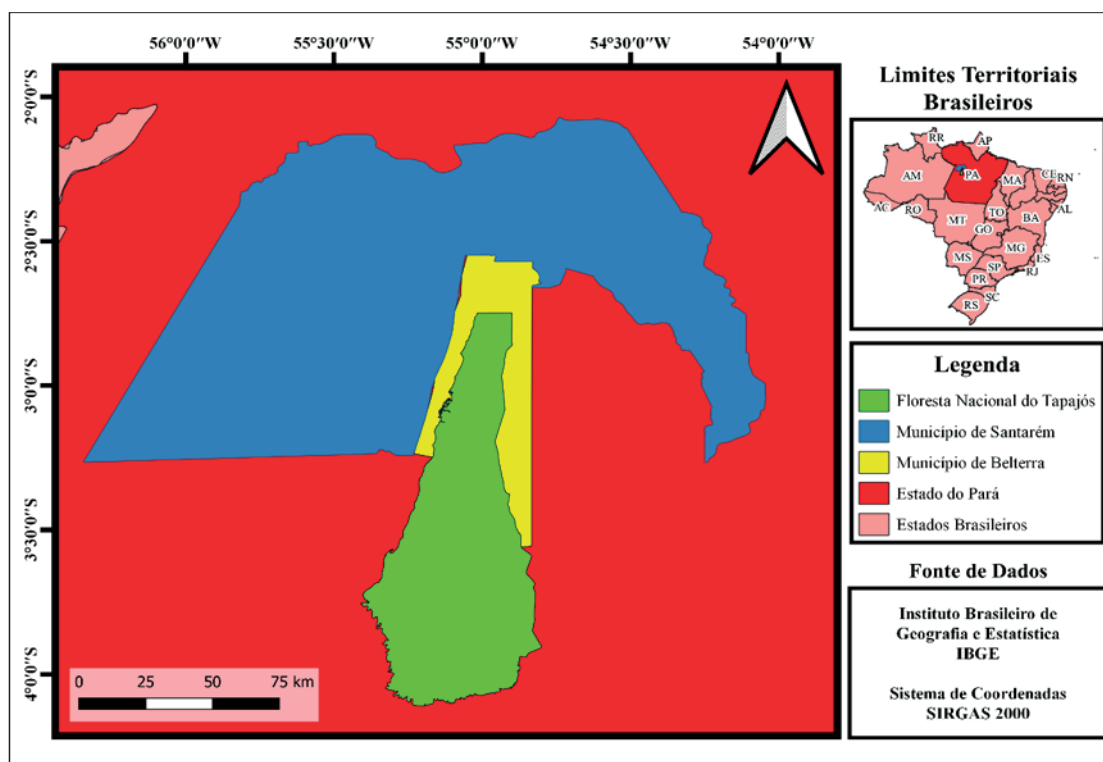 56°0'0"W 55°30'0"W 55°0'0"W 54°30'0"W 54°0'0"W
2°0'0"S
2°30'0"S
3°0'0"S
3°30'0"S
4°0'0"S
0 25 50 75 km
Limites Territoriais
Brasileiros
RR AP
AM PA MA CE RN
AC RO TO AL
MT BA
GO
MG
MS ES
SP RJ
PR
SC
RS
Legenda
Floresta Nacional do Tapajós
Município de Santarém
Município de Belterra
Estado do Pará
Estados Brasileiros
Fonte de Dados
Instituto Brasileiro de
Geografia e Estatística
IBGE
Sistema de Coordenadas
SIRGAS 2000